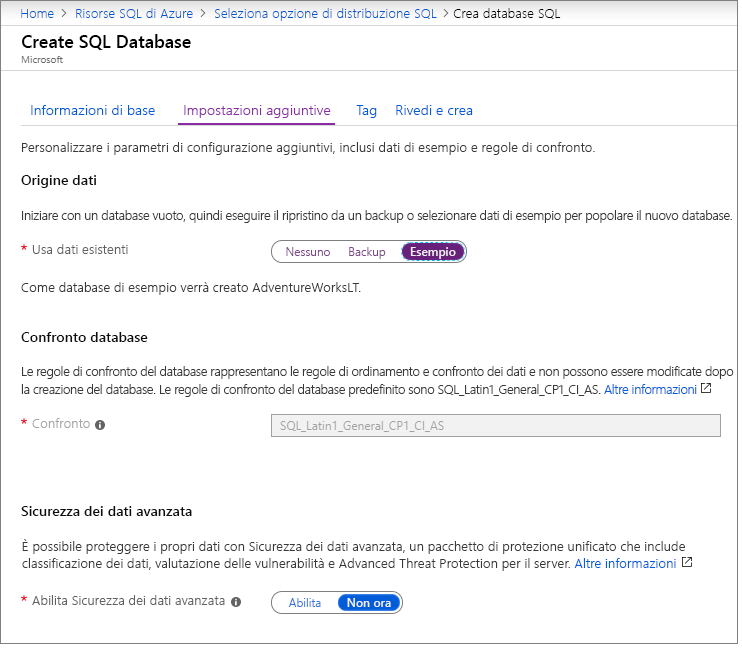 Home > Risorse SQL di Azure > Seleziona opzione di distribuzione SQL > Crea database SQL
Create SQL Database
Microsoft
Informazioni di base Impostazioni aggiuntive Tag Rivedi e crea
Personalizzare i parametri di configurazione aggiuntivi, inclusi dati di esempio e regole di confronto.
Origine dati
Iniziare con un database vuoto, quindi eseguire il ripristino da un backup o selezionare dati di esempio per popolare il nuovo database.
* Usa dati esistenti Nessuno Backup Esempio
Come database di esempio verrà creato AdventureWorksLT.
Confronto database
Le regole di confronto del database rappresentano le regole di ordinamento e confronto dei dati e non possono essere modificate dopo
la creazione del database. Le regole di confronto del database predefinito sono SQL_Latin1_General_CP1_CI_AS. Altre informazioni
* Confronto SQL_Latin1_General_CP1_CI_AS
Sicurezza dei dati avanzata
È possibile proteggere i propri dati con Sicurezza dei dati avanzata, un pacchetto di protezione unificato che include
classificazione dei dati, valutazione delle vulnerabilità e Advanced Threat Protection per il server. Altre informazioni
* Abilita Sicurezza dei dati avanzata Abilita Non ora